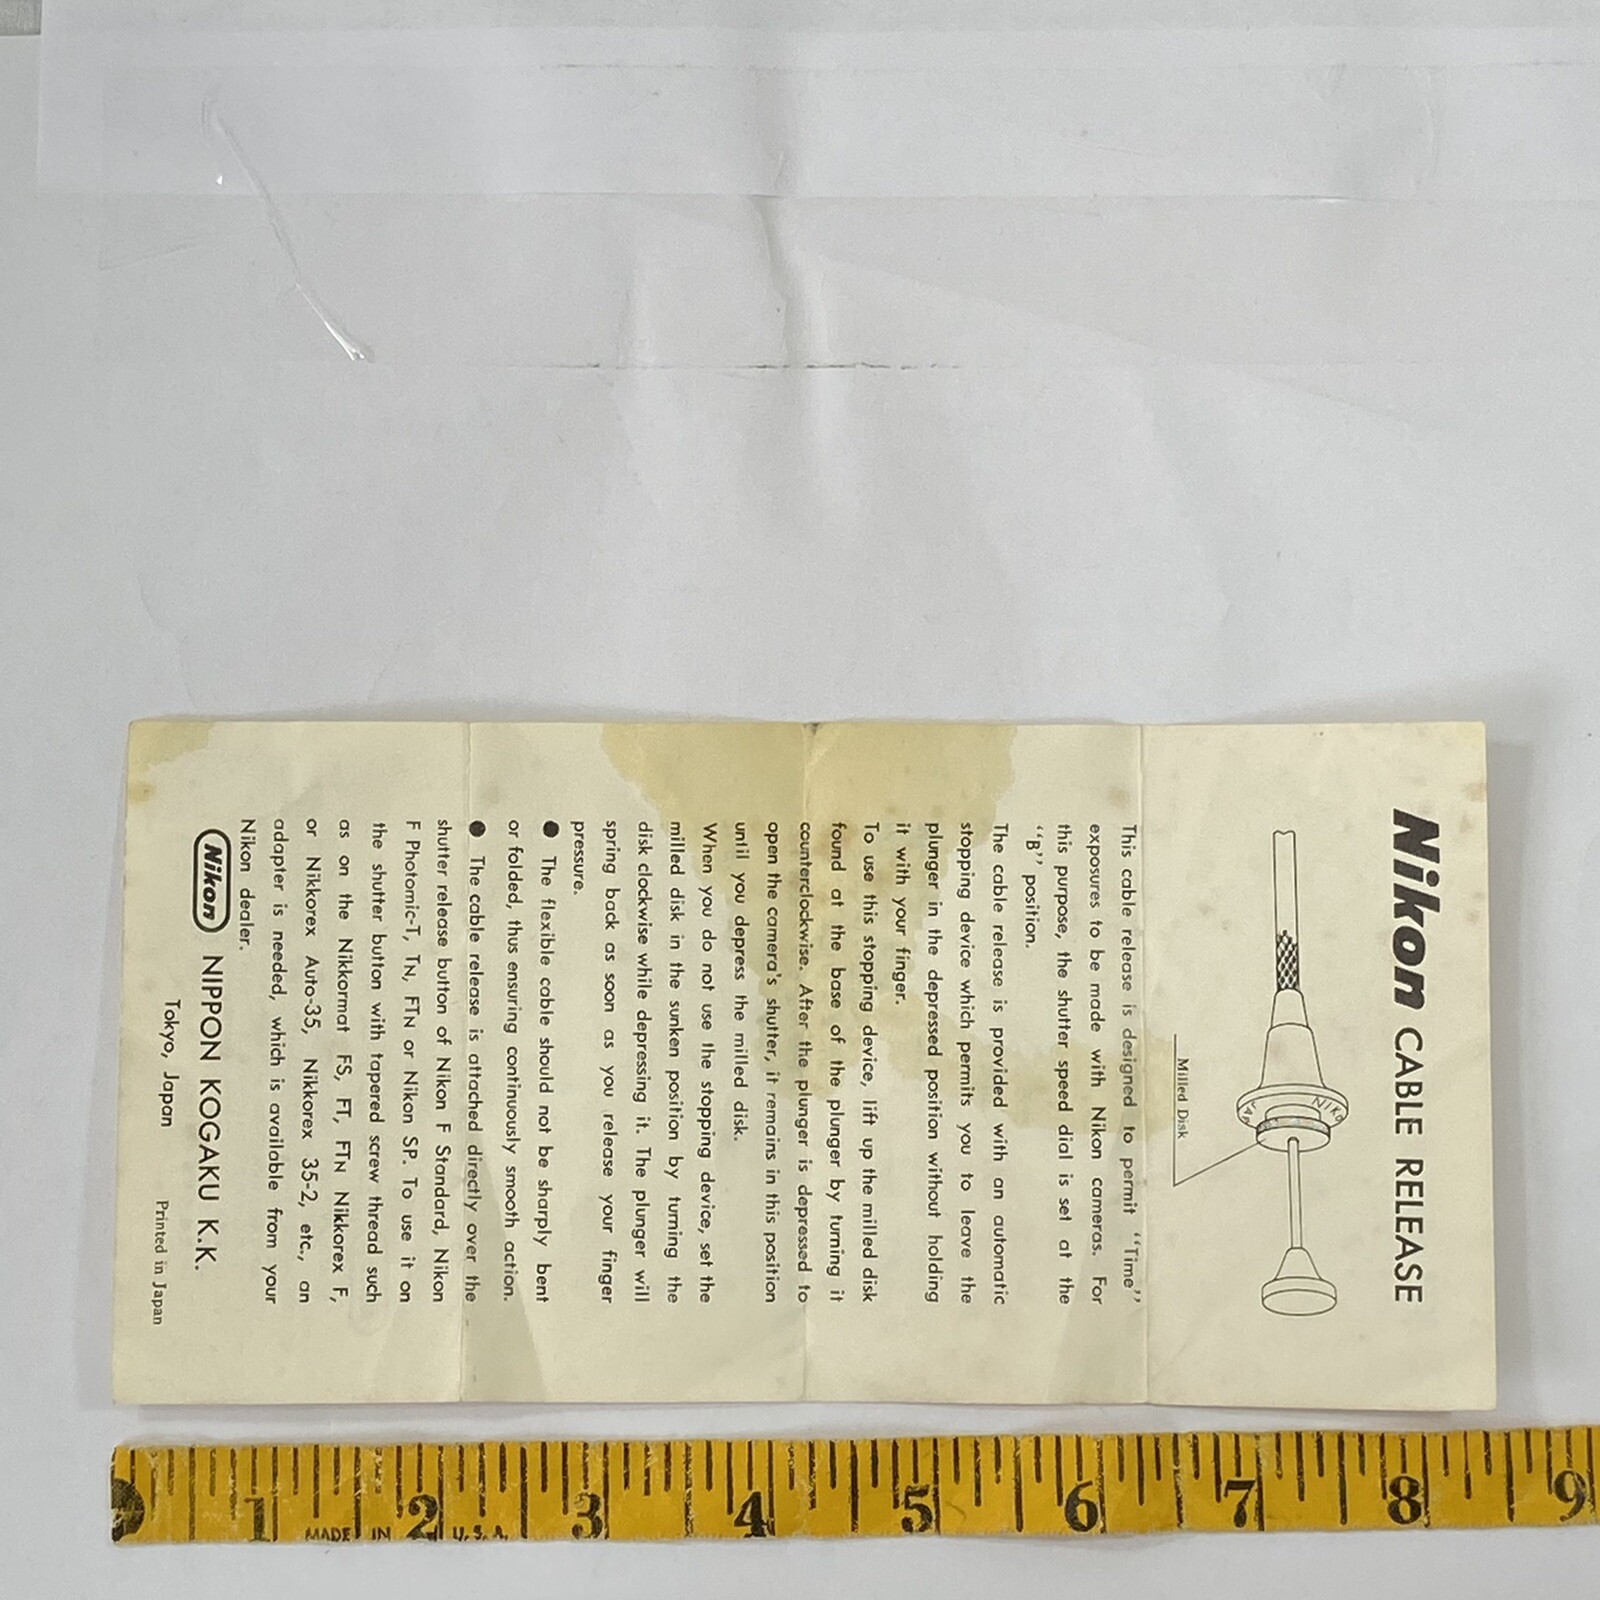 Nikon CABLE RELEASE
NIKO
Milled Disk
This cable release is designed to permit “Time”
exposures to be made with Nikon cameras. For
this purpose, the shutter speed dial is set at the
“B” position.
The cable release is provided with an automatic
stopping device which permits you to leave the
plunger in the depressed position without holding
it with your finger.
To use this stopping device, lift up the milled disk
found at the base of the plunger by turning it
counterclockwise. After the plunger is depressed to
open the camera's shutter, it remains in this position
until you depress the milled disk.
When you do not use the stopping device, set the
milled disk in the sunken position by turning the
disk clockwise while depressing it. The plunger will
spring back as soon as you release your finger
pressure.
● The flexible cable should not be sharply bent
or folded, thus ensuring continuously smooth action.
● The cable release is attached directly over the
shutter release button of Nikon F Standard, Nikon
F Photomic-T, TN, FTN or Nikon SP. To use it on
the shutter button with tapered screw thread such
as on the Nikkormat FS, FT, FTN Nikkorex F,
or Nikkorex Auto-35, Nikkorex 35-2, etc., an
adapter is needed, which is available from your
Nikon dealer.
Nikon NIPPON KOGAKU K.K.
Tokyo, Japan
Printed in Japan
1 2 3 4 5 6 7 8 9
MADE IN U.S.A.